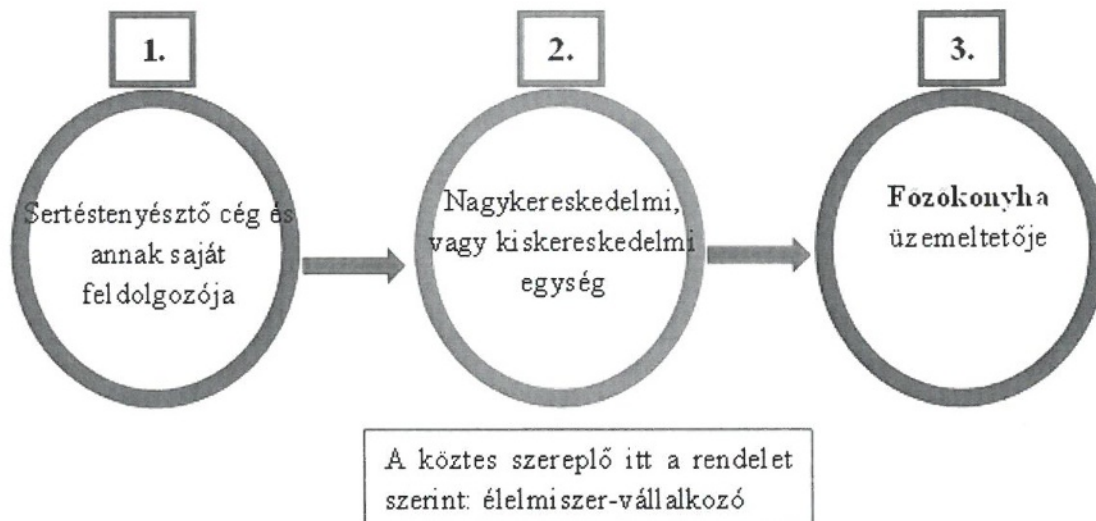 1.
Sertéstenyésztő cég és
annak saját
feldolgozója
2.
Nagykereskedelmi,
vagy kiskereskedelmi
egység
3.
Főzőkonyha
üzemeltetője
A köztes szereplő itt a rendelet
szerint: élelmiszer-vállalkozó